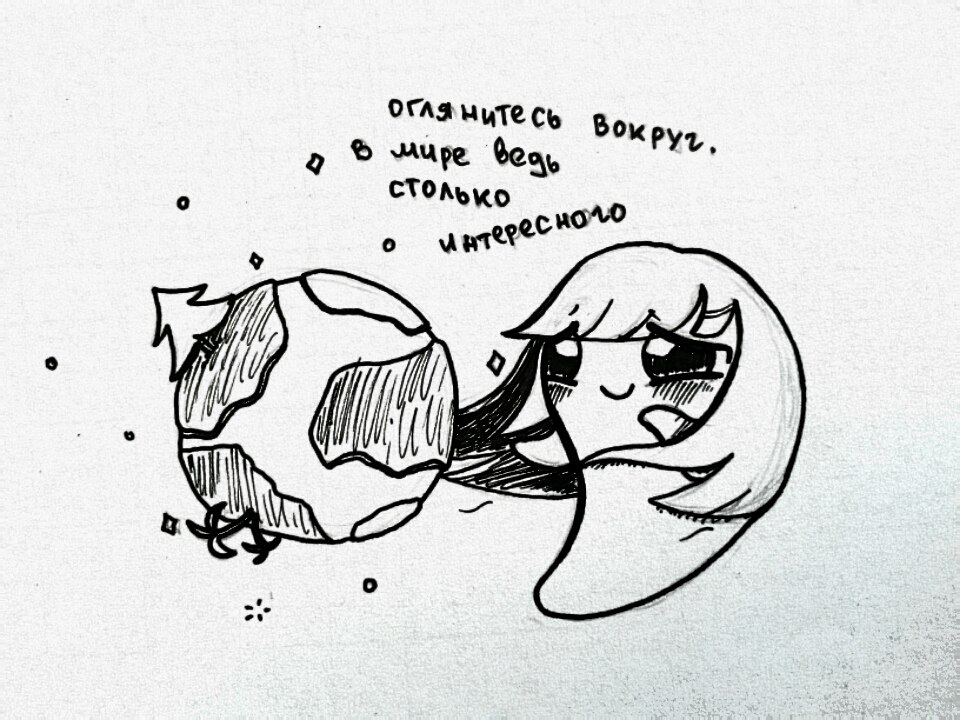 оглянитесь вокруг.
в мире ведь
столько
интересного